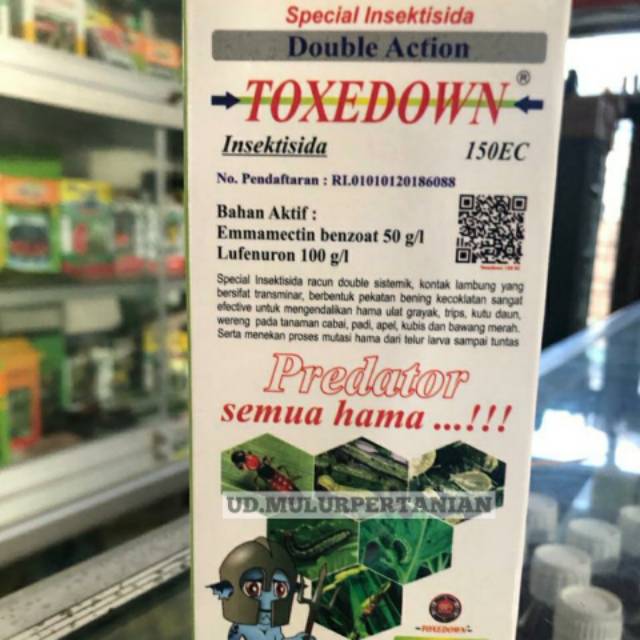 Special Insektisida
Double Action
TOXEDOWN®
Insektisida 150EC
No. Pendaftaran : RI.01010120186088
Bahan Aktif :
Emmamectin benzoat 50 g/l
Lufenuron 100 g/l
Special Insektisida racun double sistemik, kontak lambung yang
bersifat transminar, berbentuk pekatan bening kecoklatan sangat
efective untuk mengendalikan hama ulat grayak, trips, kutu daun,
wereng pada tanaman cabai, padi, apel, kubis dan bawang merah.
Serta menekan proses mutasi hama dari telur larva sampai tuntas
Predator
semua hama ...!!!
UD.MULURPERTANIAN
TOXEDOWN